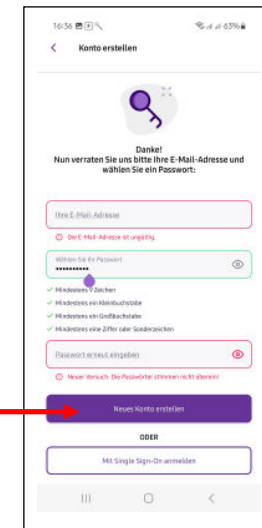 16:36 63%
Konto erstellen
Danke!
Nun verraten Sie uns bitte Ihre E-Mail-Adresse und
wählen Sie ein Passwort:
Ihre E-Mail-Adresse
Die E-Mail-Adresse ist ungültig.
Wählen Sie Ihr Passwort
••••••••••
Mindestens 9 Zeichen
Mindestens ein Kleinbuchstabe
Mindestens ein Großbuchstabe
Mindestens eine Ziffer oder Sonderzeichen
Passwort erneut eingeben
Neuer Versuch: Die Passwörter stimmen nicht überein!
Neues Konto erstellen
ODER
Mit Single Sign-On anmelden